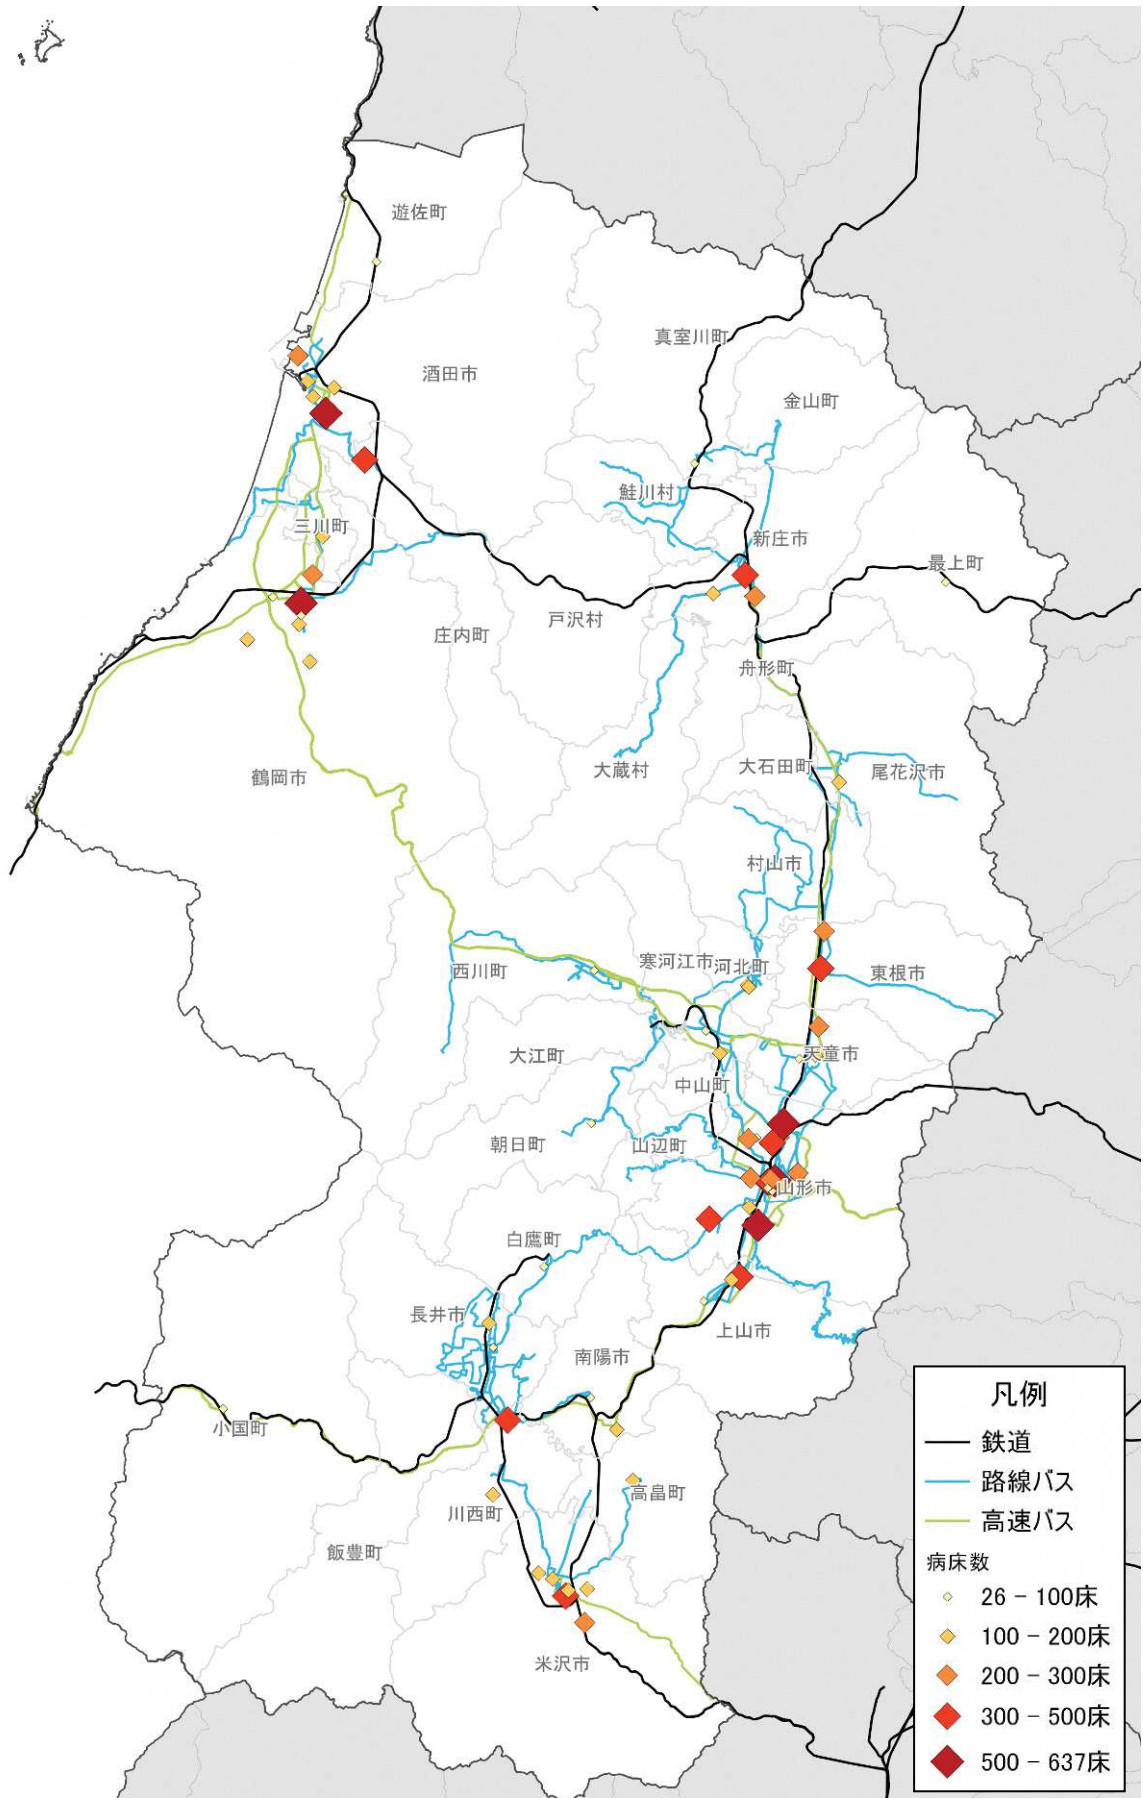 遊佐町
真室川町
酒田市
金山町
鮭川村
三川町
新庄市
最上町
戸沢村
庄内町
舟形町
大蔵村
大石田町
尾花沢市
鶴岡市
村山市
寒河江市
河北町
西川町
東根市
大江町
天童市
中山町
朝日町
山辺町
山形市
白鷹町
長井市
上山市
南陽市
小国町
高畠町
川西町
飯豊町
米沢市
凡例
鉄道
路線バス
高速バス
病床数
26 - 100床
100 - 200床
200 - 300床
300 - 500床
500 - 637床